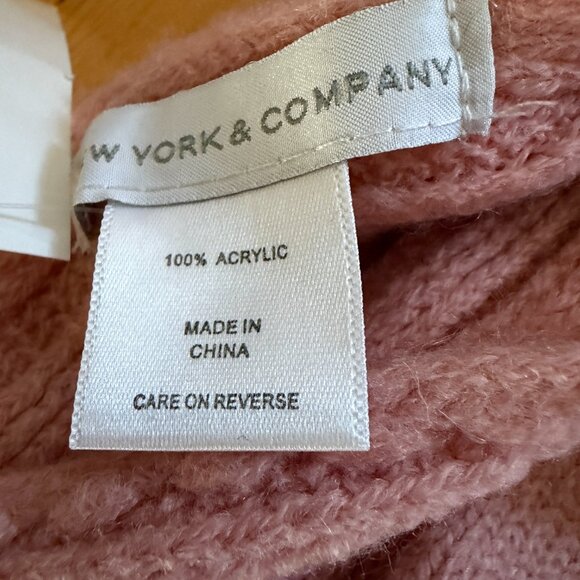 W YORK & COMPANY
100% ACRYLIC
MADE IN
CHINA
CARE ON REVERSE